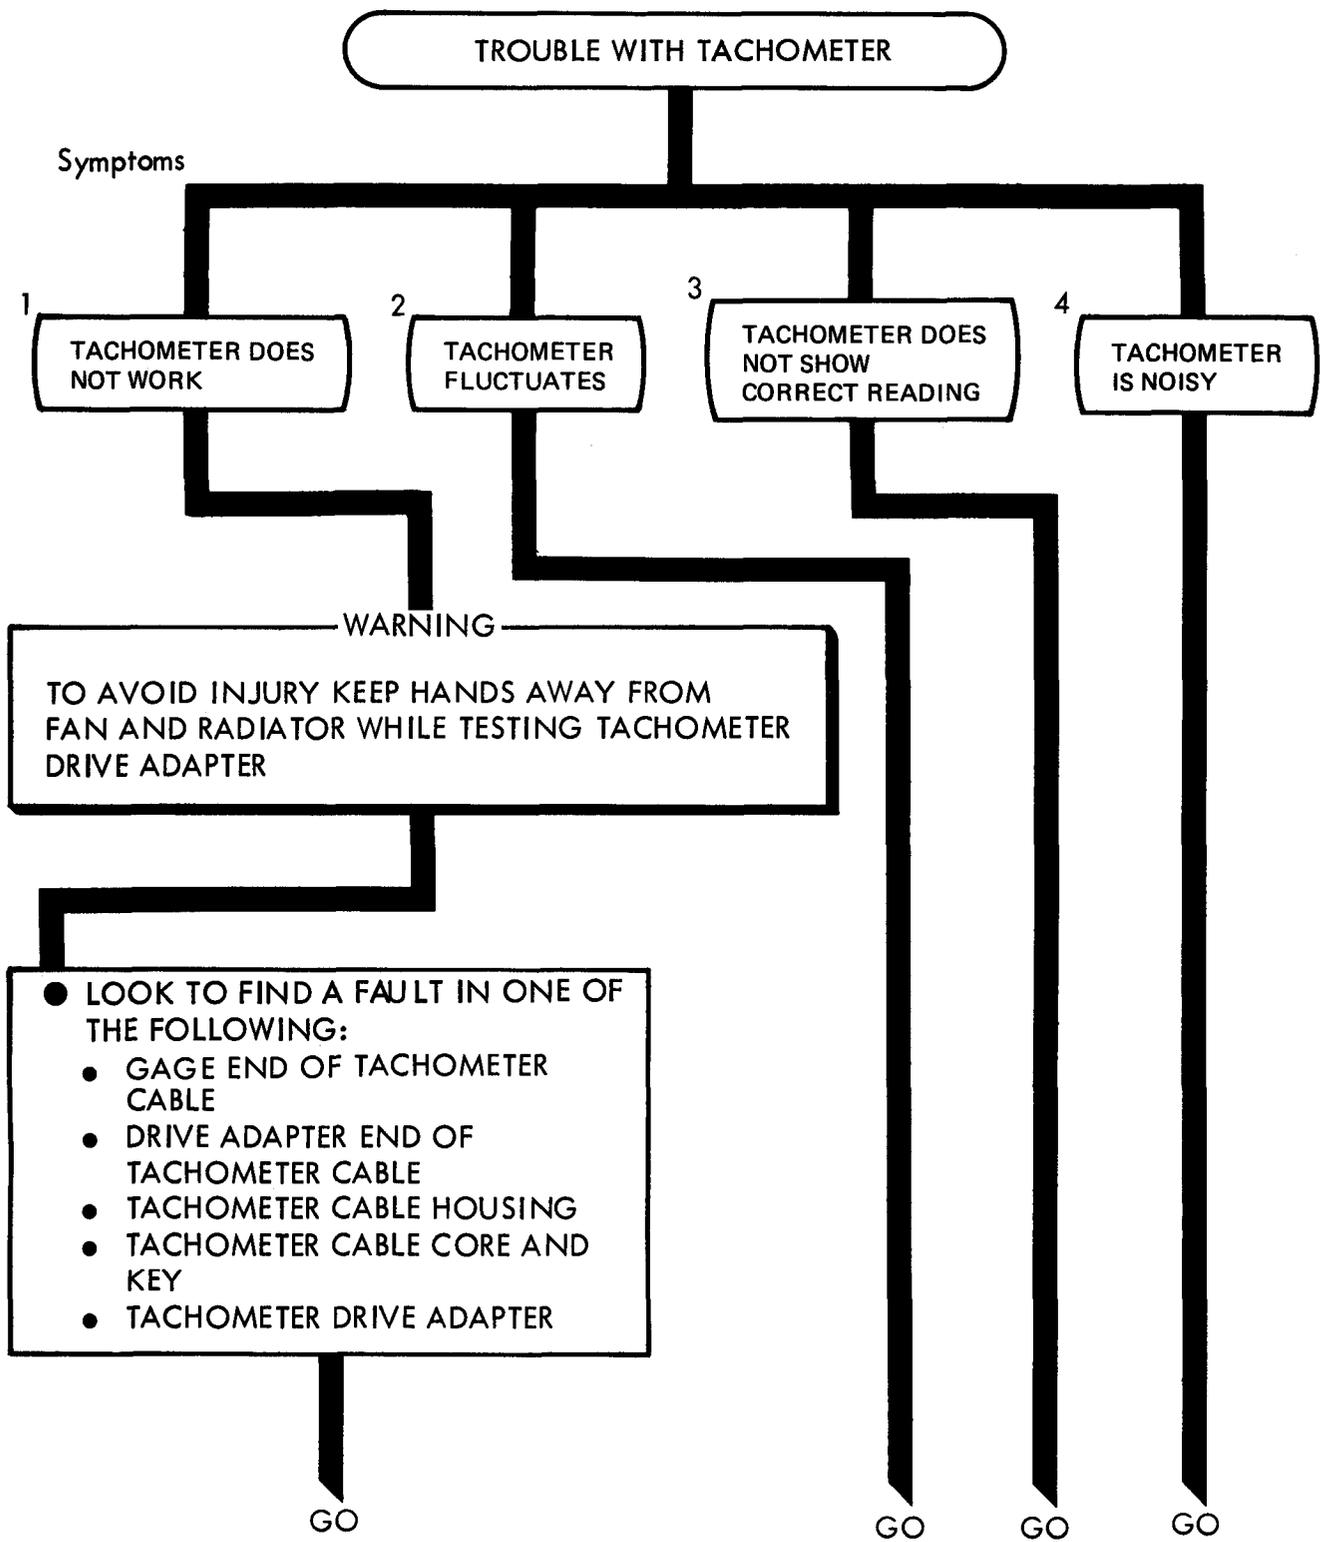 TROUBLE WITH TACHOMETER
Symptoms
1
TACHOMETER DOES
NOT WORK
2
TACHOMETER
FLUCTUATES
3
TACHOMETER DOES
NOT SHOW
CORRECT READING
4
TACHOMETER
IS NOISY
WARNING
TO AVOID INJURY KEEP HANDS AWAY FROM
FAN AND RADIATOR WHILE TESTING TACHOMETER
DRIVE ADAPTER
● LOOK TO FIND A FAULT IN ONE OF
THE FOLLOWING:
● GAGE END OF TACHOMETER
CABLE
● DRIVE ADAPTER END OF
TACHOMETER CABLE
● TACHOMETER CABLE HOUSING
● TACHOMETER CABLE CORE AND
KEY
● TACHOMETER DRIVE ADAPTER
GO
GO
GO
GO